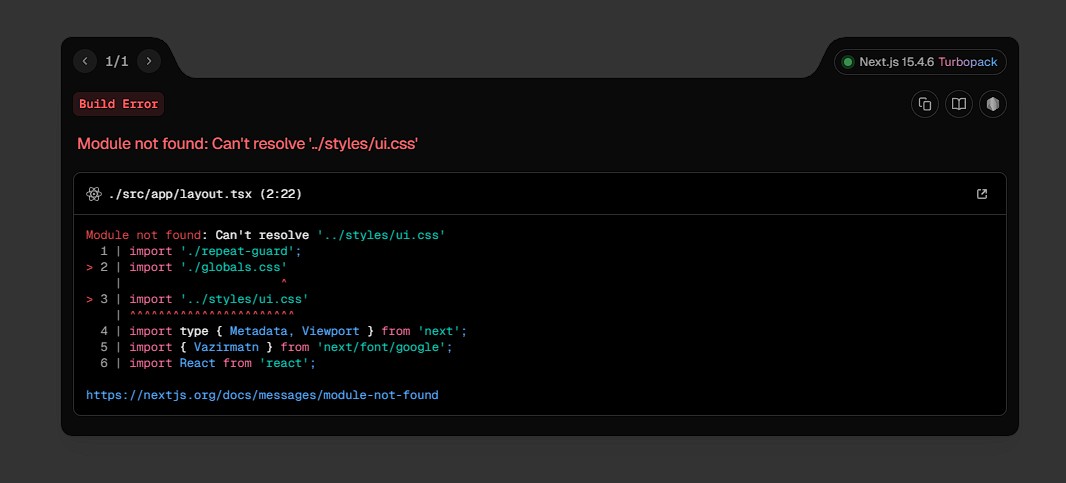 1/1
Next.js 15.4.6 Turbopack
Build Error
Module not found: Can't resolve '../styles/ui.css'
./src/app/layout.tsx (2:22)
Module not found: Can't resolve '../styles/ui.css'
1 | import './repeat-guard';
> 2 | import './globals.css'
| ^
> 3 | import '../styles/ui.css'
| ^^^^^^^^^^^^^^^^^^^^^^^
4 | import type { Metadata, Viewport } from 'next';
5 | import { Vazirmatn } from 'next/font/google';
6 | import React from 'react';
https://nextjs.org/docs/messages/module-not-found